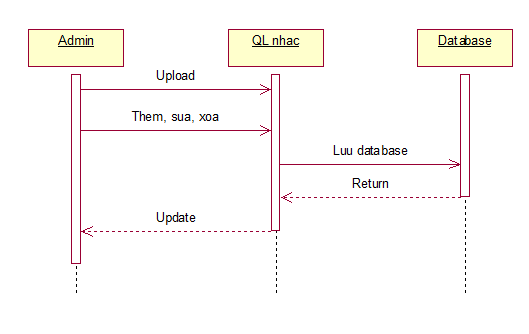 Admin
QL nhac
Database
Upload
Them, sua, xoa
Luu database
Return
Update